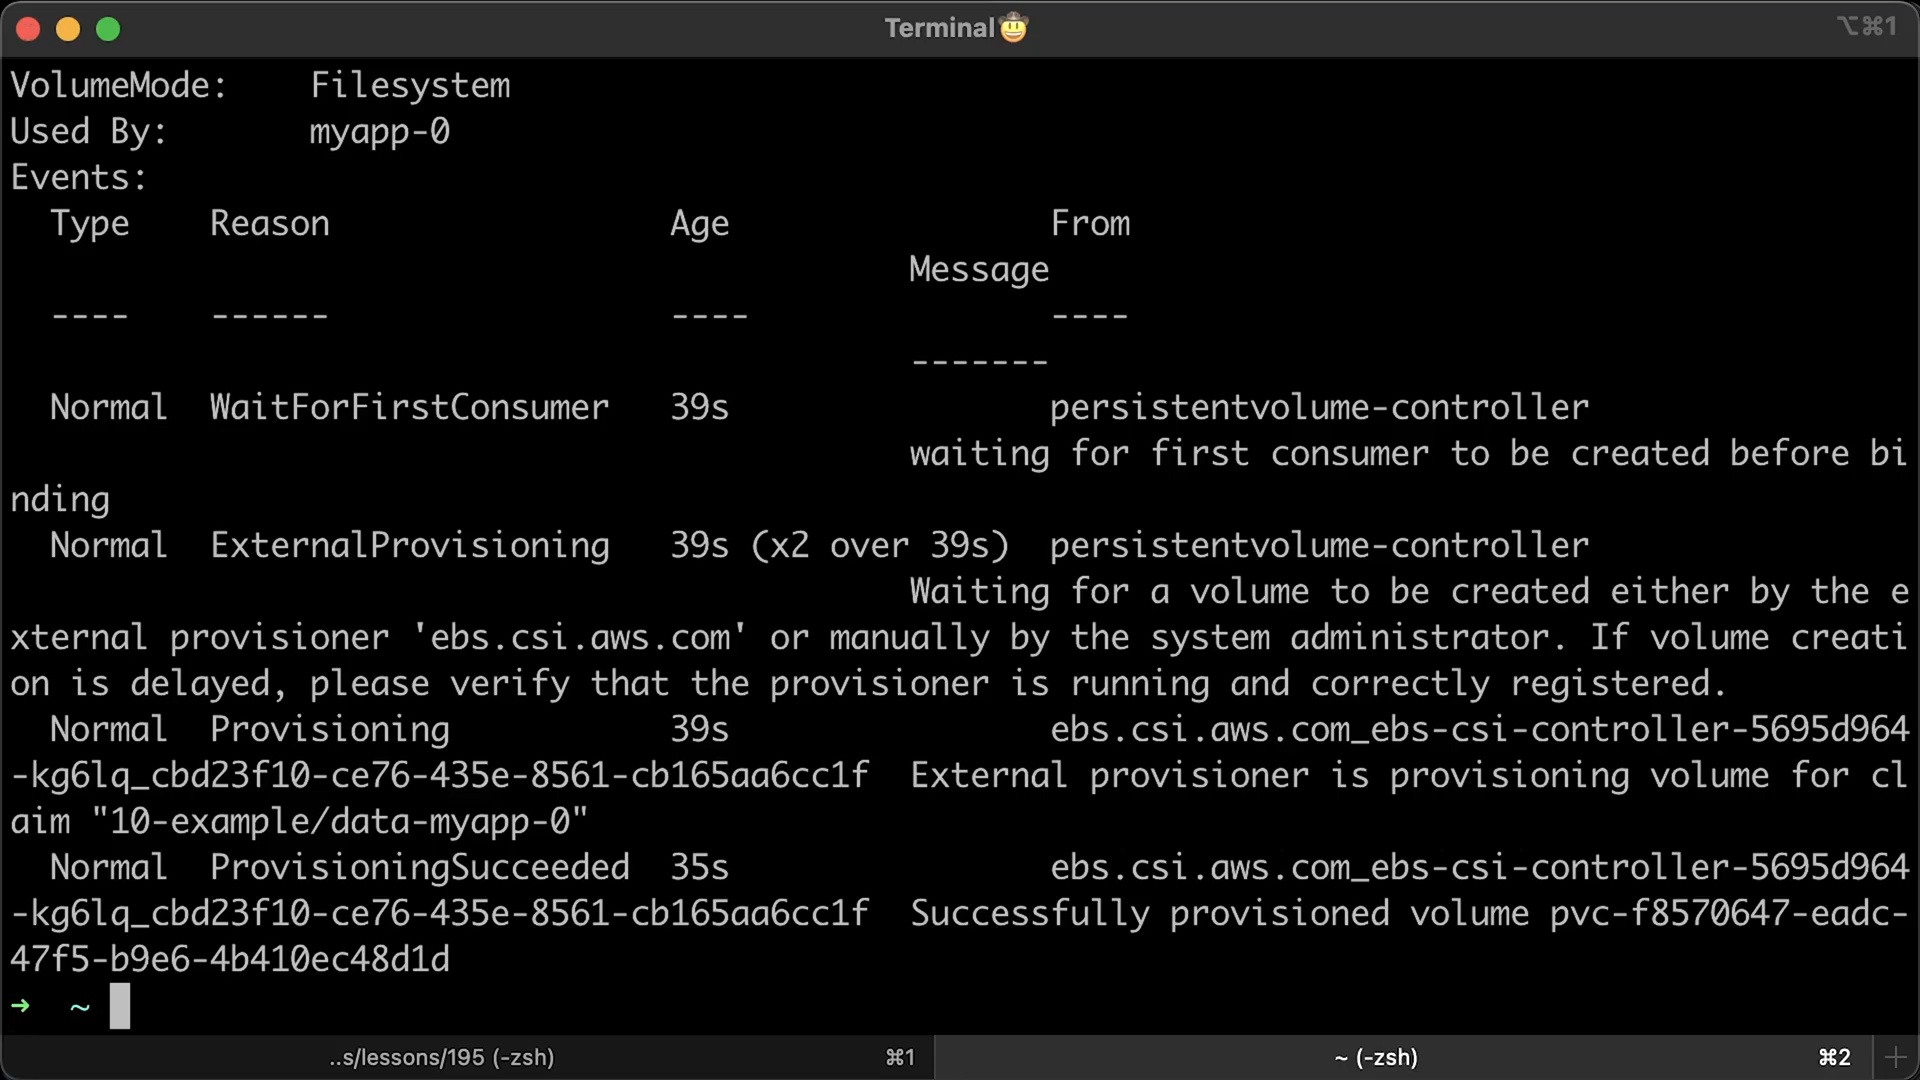 Terminal🤠
⌥⌘1
VolumeMode:    Filesystem
Used By:       myapp-0
Events:
  Type    Reason                 Age                From
                                             Message
  ----    ------                 ----               ----
                                             -------
  Normal  WaitForFirstConsumer   39s                persistentvolume-controller
                                             waiting for first consumer to be created before bi
nding
  Normal  ExternalProvisioning   39s (x2 over 39s)  persistentvolume-controller
                                             Waiting for a volume to be created either by the e
xternal provisioner 'ebs.csi.aws.com' or manually by the system administrator. If volume creati
on is delayed, please verify that the provisioner is running and correctly registered.
  Normal  Provisioning           39s                ebs.csi.aws.com_ebs-csi-controller-5695d964
-kg6lq_cbd23f10-ce76-435e-8561-cb165aa6cc1f  External provisioner is provisioning volume for cl
aim "10-example/data-myapp-0"
  Normal  ProvisioningSucceeded  35s                ebs.csi.aws.com_ebs-csi-controller-5695d964
-kg6lq_cbd23f10-ce76-435e-8561-cb165aa6cc1f  Successfully provisioned volume pvc-f8570647-eadc-
47f5-b9e6-4b410ec48d1d
➜  ~
..s/lessons/195 (-zsh) ⌘1
~ (-zsh) ⌘2 +